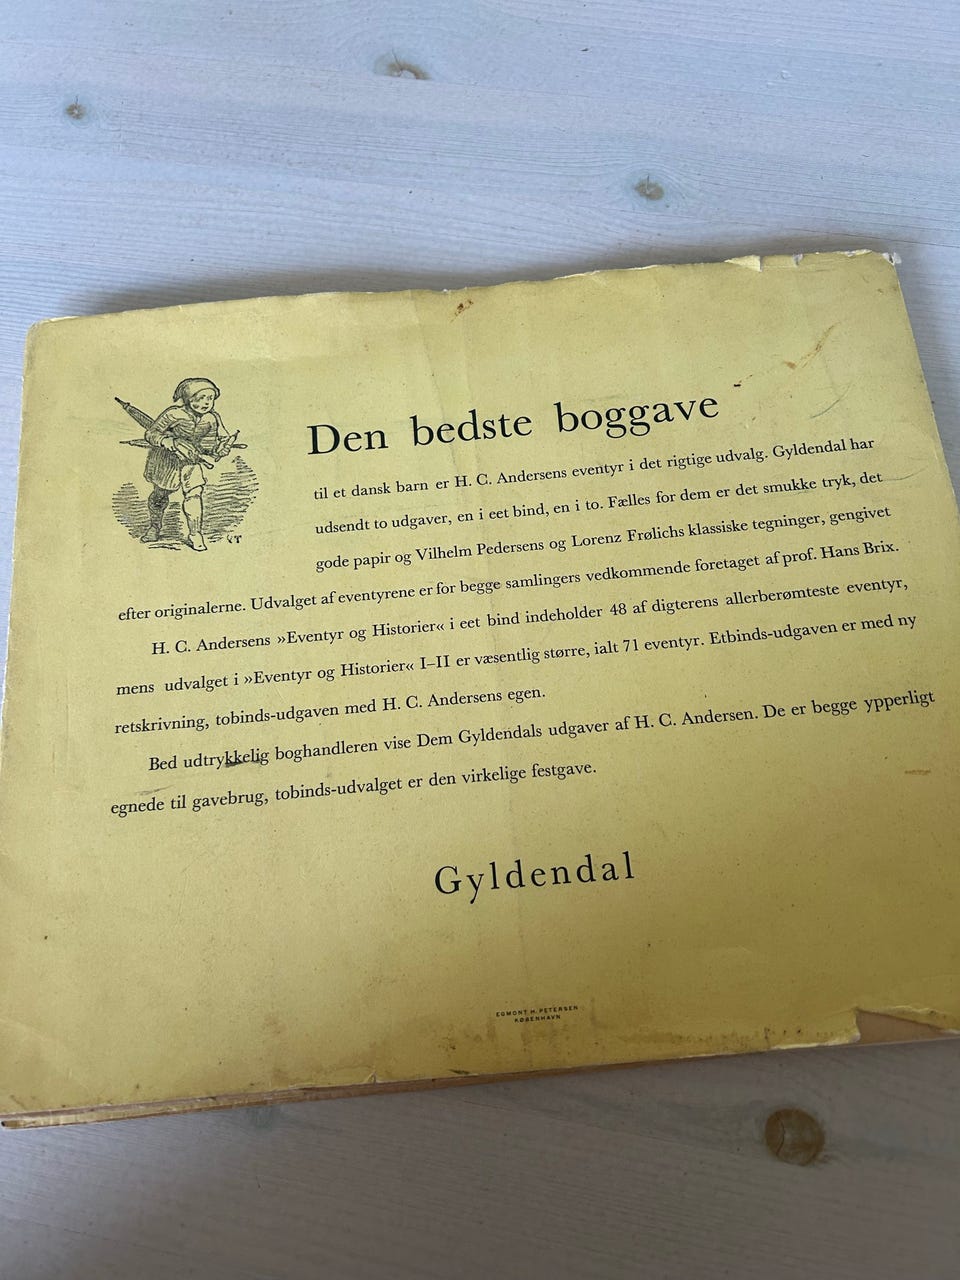 Den bedste boggave
til et dansk barn er H. C. Andersens eventyr i det rigtige udvalg. Gyldendal har
udsendt to udgaver, en i eet bind, en i to. Fælles for dem er det smukke tryk, det
gode papir og Vilhelm Pedersens og Lorenz Frølichs klassiske tegninger, gengivet
efter originalerne. Udvalget af eventyrene er for begge samlingers vedkommende foretaget af prof. Hans Brix.
H. C. Andersens »Eventyr og Historier« i eet bind indeholder 48 af digterens allerberømteste eventyr,
mens udvalget i »Eventyr og Historier« I–II er væsentlig større, ialt 71 eventyr. Etbinds-udgaven er med ny
retskrivning, tobinds-udgaven med H. C. Andersens egen.
Bed udtrykkelig boghandleren vise Dem Gyldendals udgaver af H. C. Andersen. De er begge ypperligt
egnede til gavebrug, tobinds-udvalget er den virkelige festgave.
Gyldendal
EGMONT H. PETERSEN
KØBENHAVN